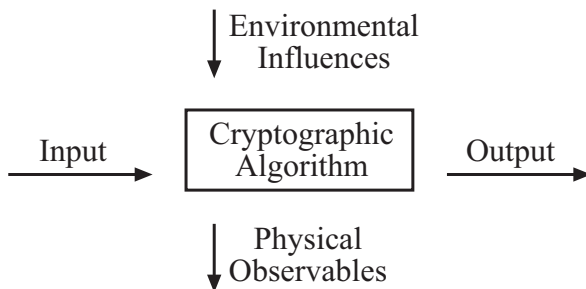 Environmental
Influences
Input
Cryptographic
Algorithm
Output
Physical
Observables